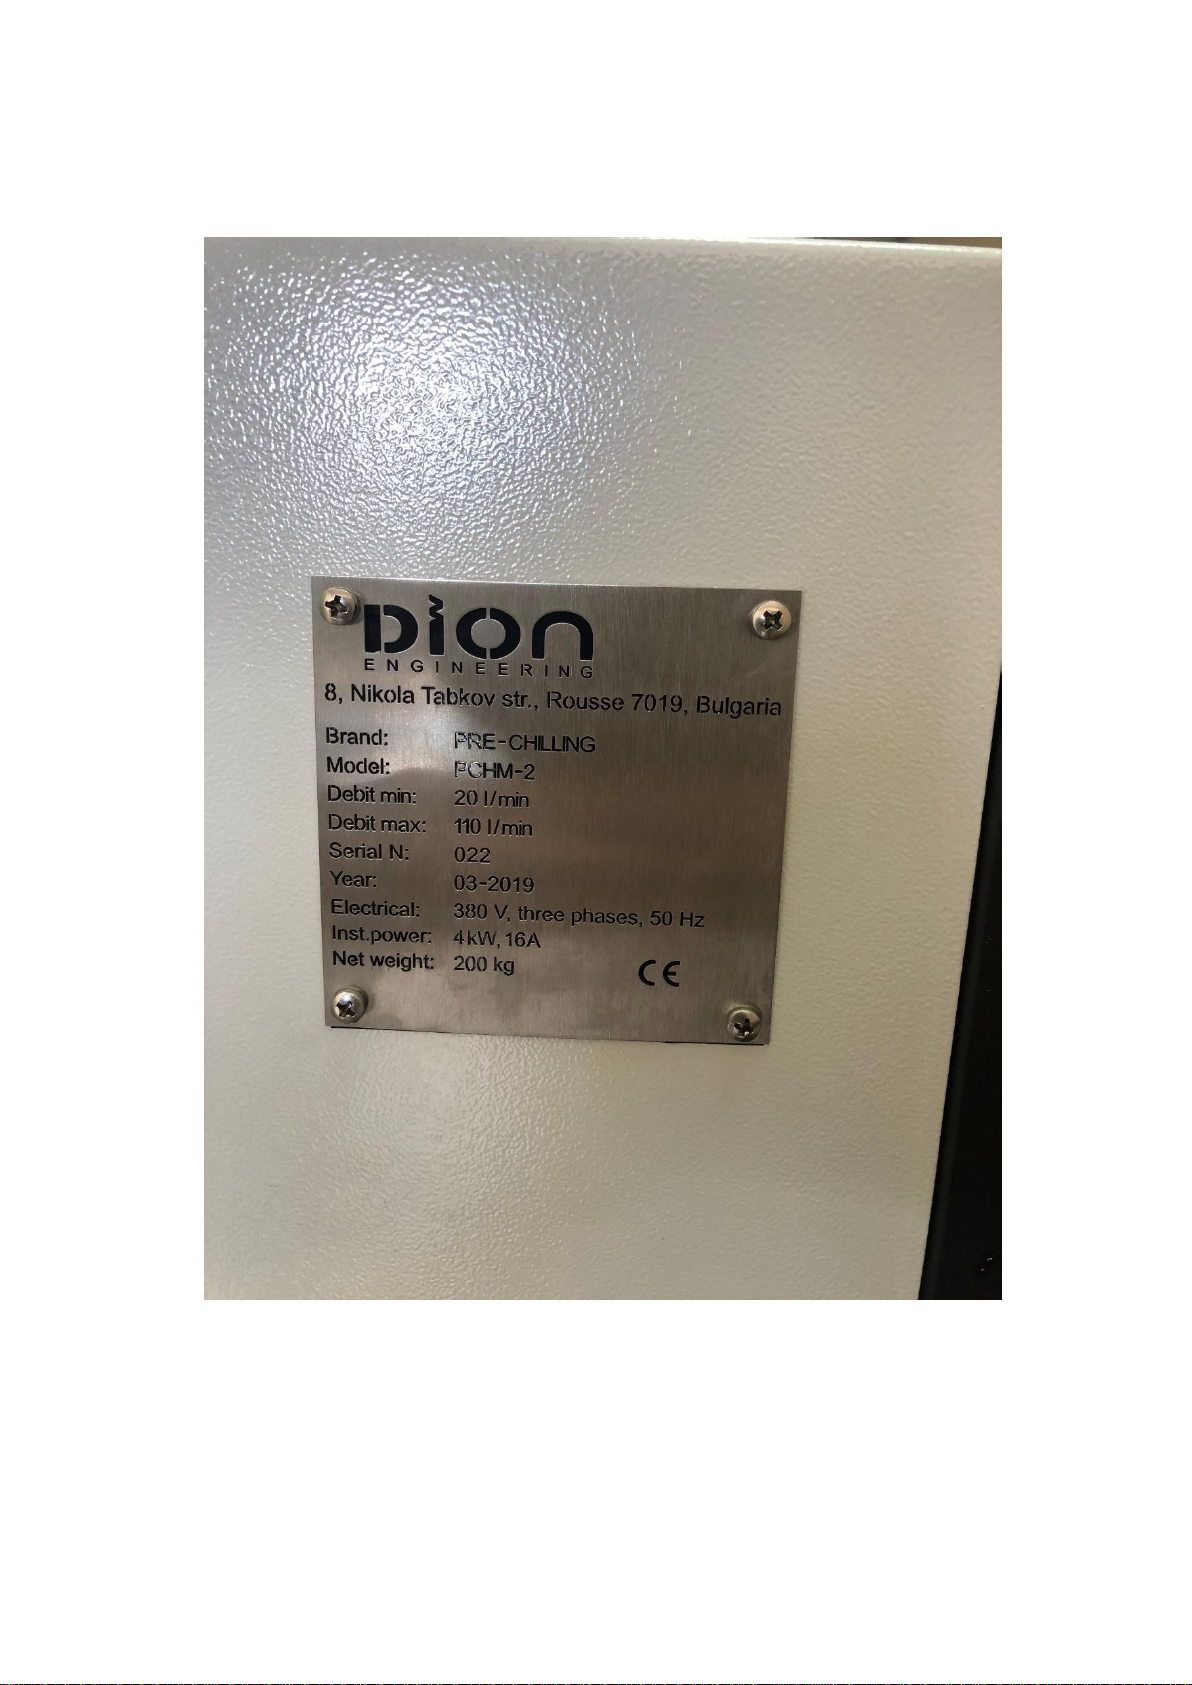 Dion
ENGINEERING
8, Nikola Tabkov str., Rousse 7019, Bulgaria
Brand: PRE-CHILLING
Model: PCHM-2
Debit min: 20 l/min
Debit max: 110 l/min
Serial N: 022
Year: 03-2019
Electrical: 380 V, three phases, 50 Hz
Inst.power: 4kW, 16A
Net weight: 200 kg
CE